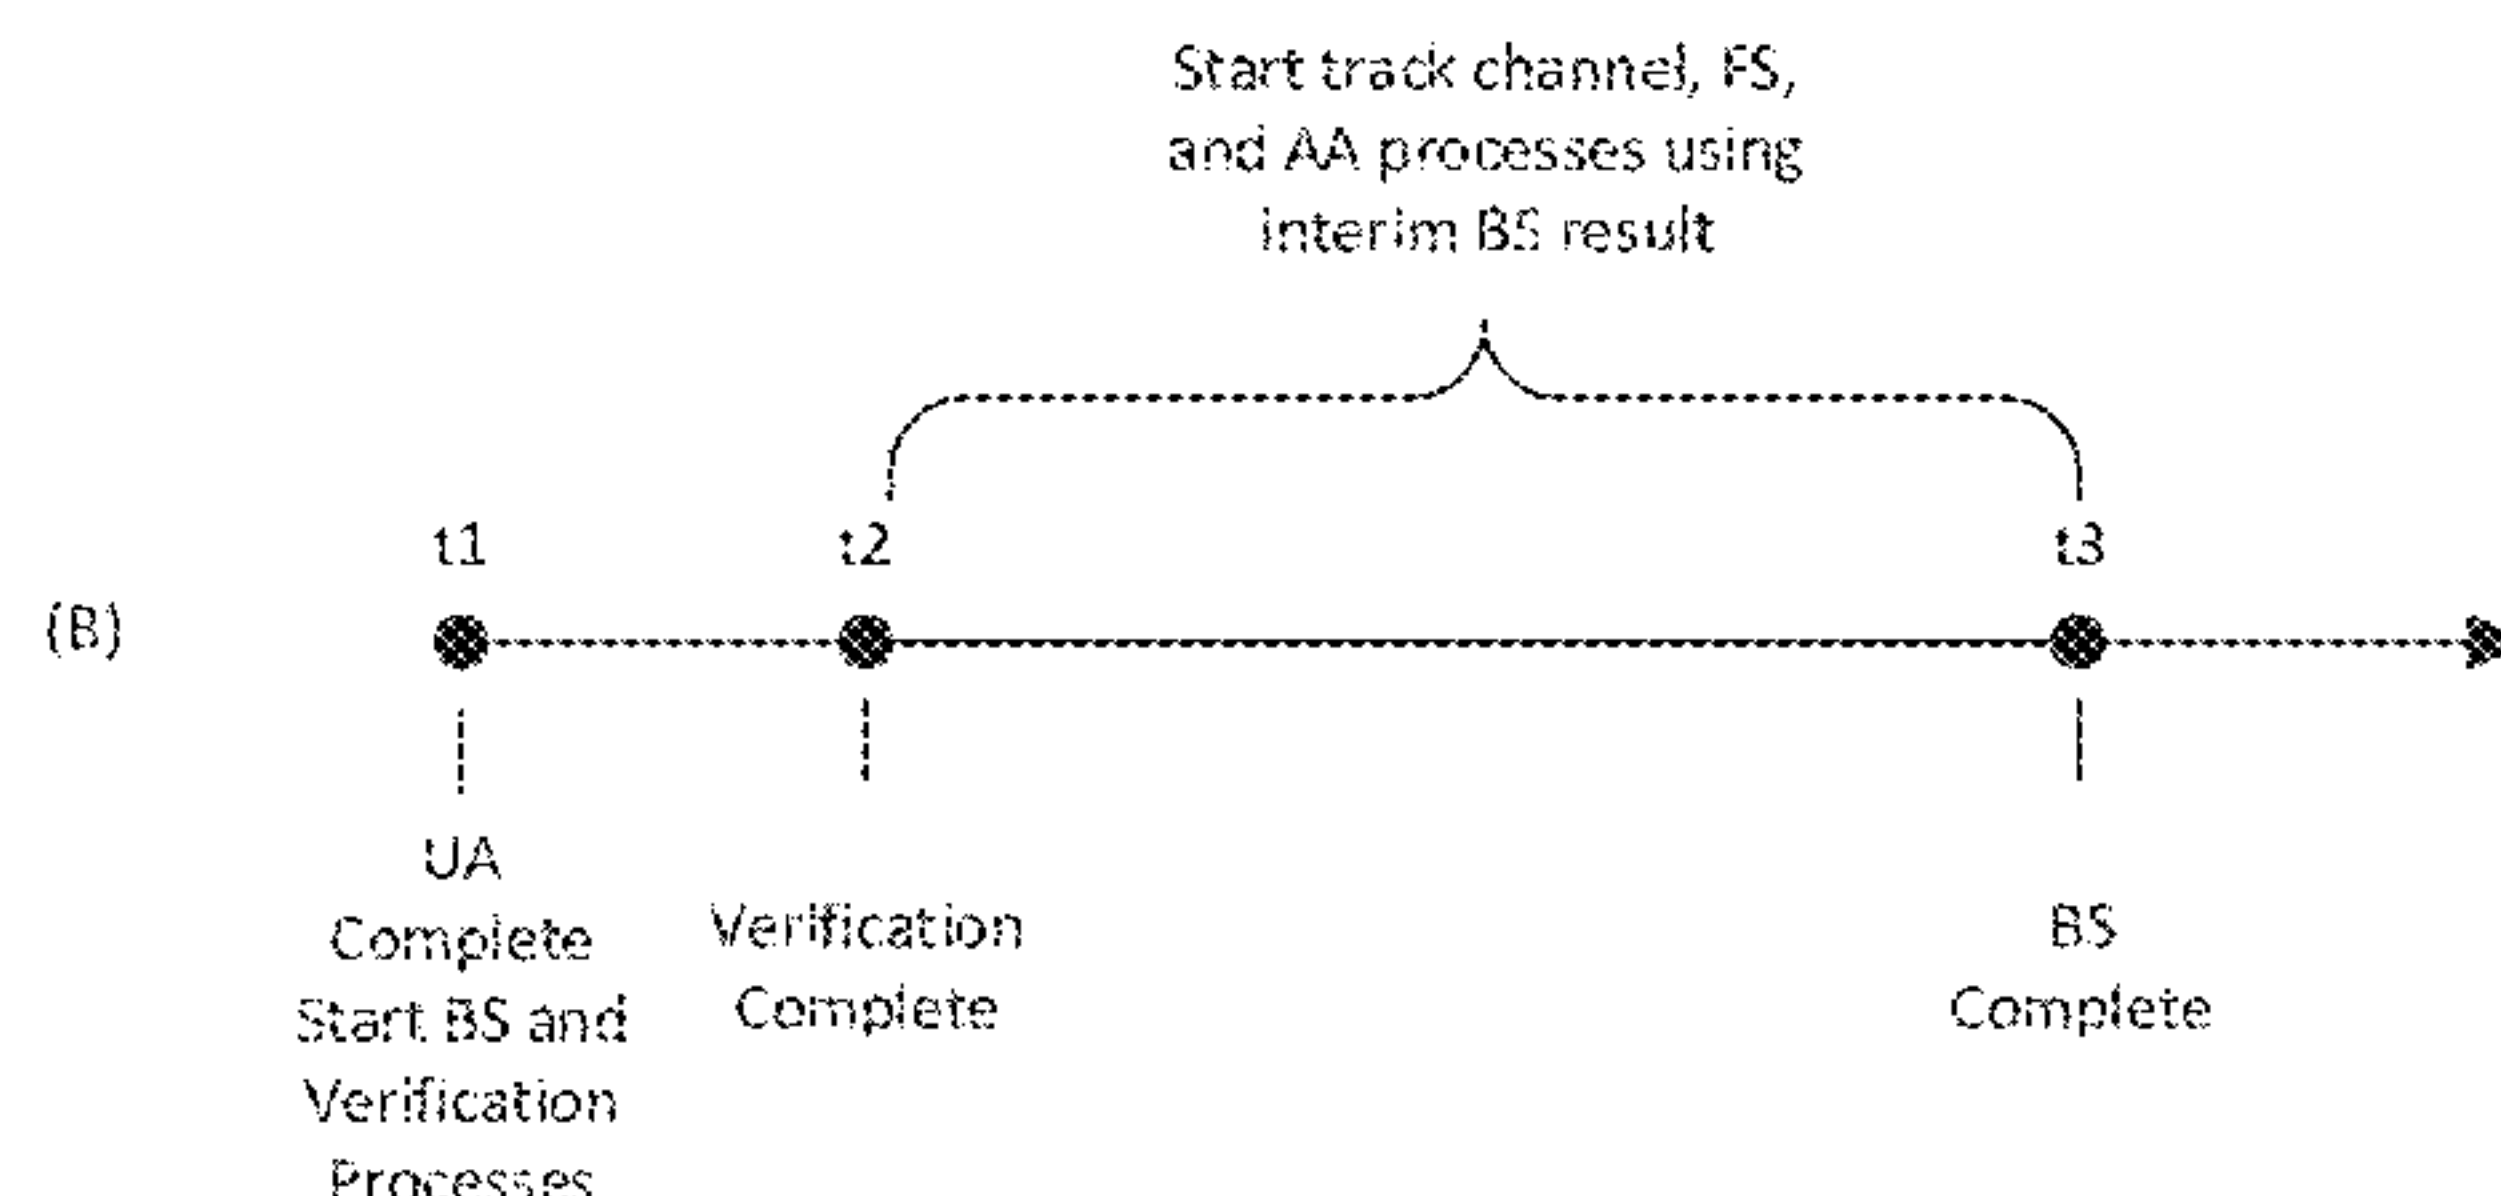 Start track channel, FS,
and AA processes using
interim BS result
t1
t2
t3
(B)
UA
Complete
Start BS and
Verification
Processes
Verification
Complete
BS
Complete